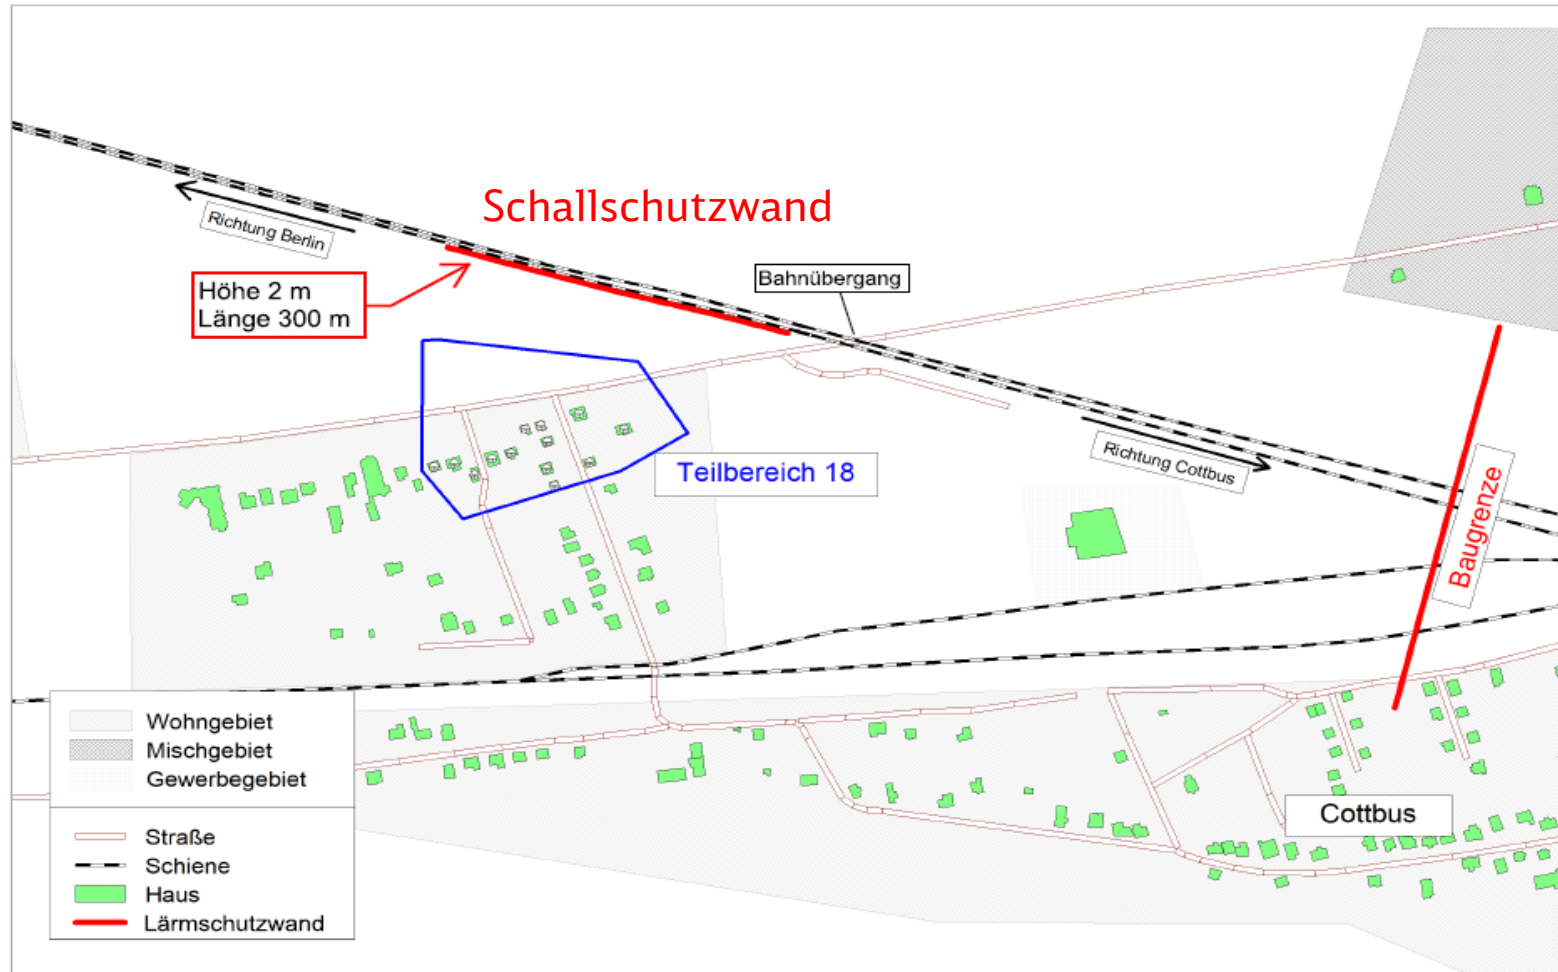 Schallschutzwand
Richtung Berlin
Höhe 2 m
Länge 300 m
Bahnübergang
Richtung Cottbus
Teilbereich 18
Baugrenze
Wohngebiet
Mischgebiet
Gewerbegebiet
Straße
Schiene
Haus
Lärmschutzwand
Cottbus